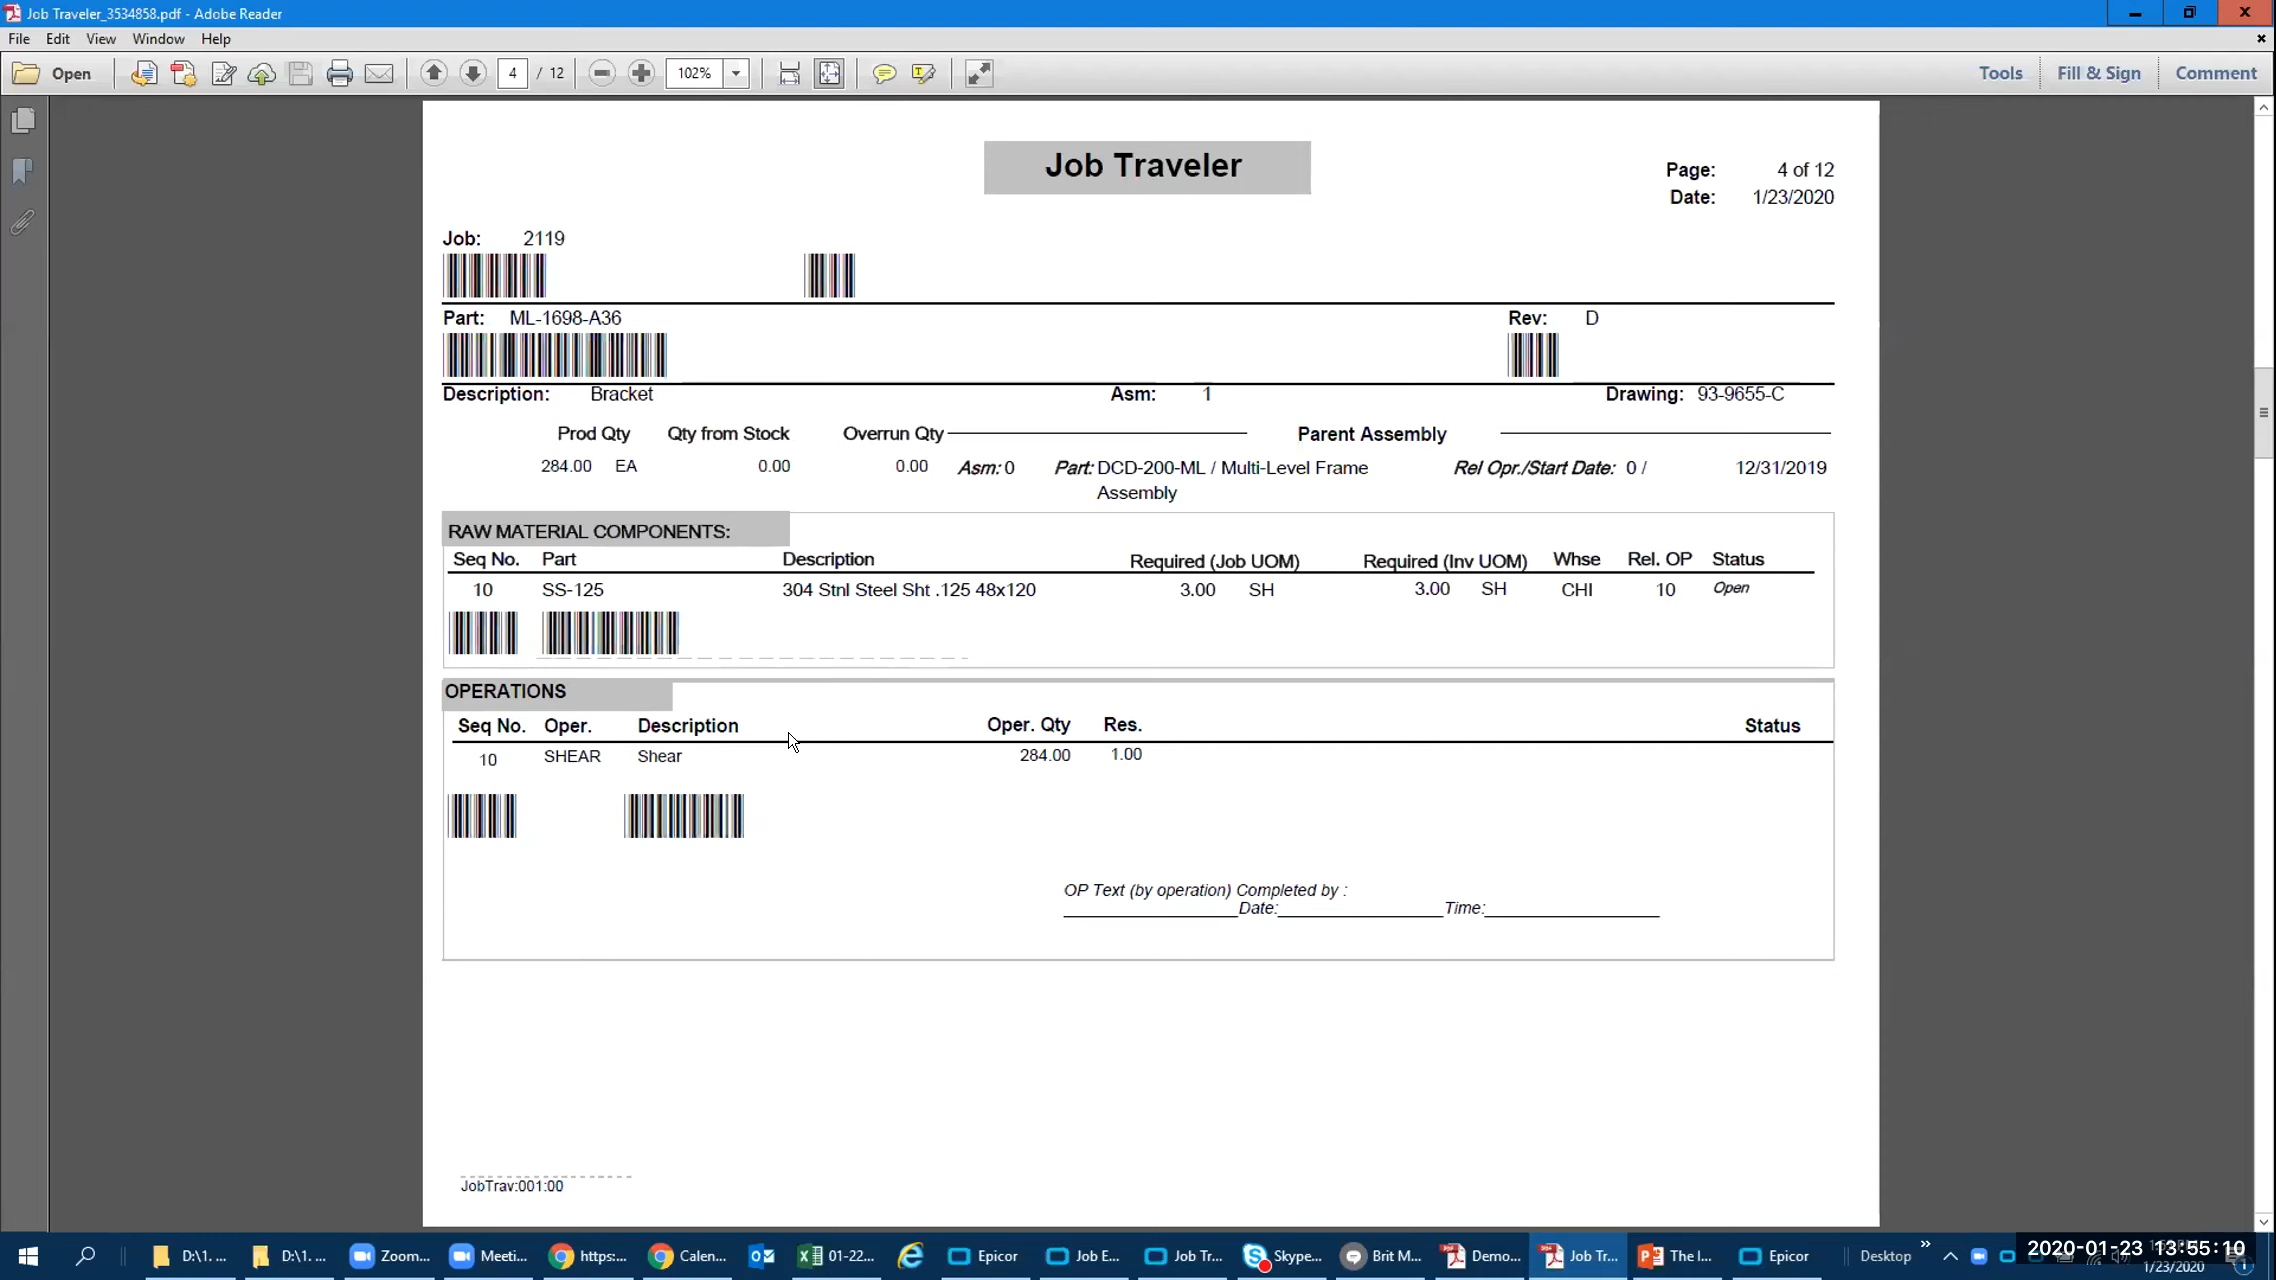 Job Traveler_3534858.pdf - Adobe Reader
File Edit View Window Help
Open 4 / 12 102% Tools Fill & Sign Comment
Job Traveler
Page: 4 of 12
Date: 1/23/2020
Job: 2119
Part: ML-1698-A36 Rev: D
Description: Bracket Asm: 1 Drawing: 93-9655-C
Prod Qty Qty from Stock Overrun Qty Parent Assembly
284.00 EA 0.00 0.00 Asm: 0 Part: DCD-200-ML / Multi-Level Frame Rel Opr./Start Date: 0 / 12/31/2019
Assembly
RAW MATERIAL COMPONENTS:
Seq No. Part Description Required (Job UOM) Required (Inv UOM) Whse Rel. OP Status
10 SS-125 304 Stnl Steel Sht .125 48x120 3.00 SH 3.00 SH CHI 10 Open
OPERATIONS
Seq No. Oper. Description Oper. Qty Res. Status
10 SHEAR Shear 284.00 1.00
OP Text (by operation) Completed by :
Date: Time:
JobTrav:001:00
D:\1. ... D:\1. ... Zoom... Meeti... https:... Calen... 01-22... Epicor Job E... Job Tr... Skype... Brit M... Demo... Job Tr... The I... Epicor Desktop 2020-01-23 13:55:10
1/23/2020